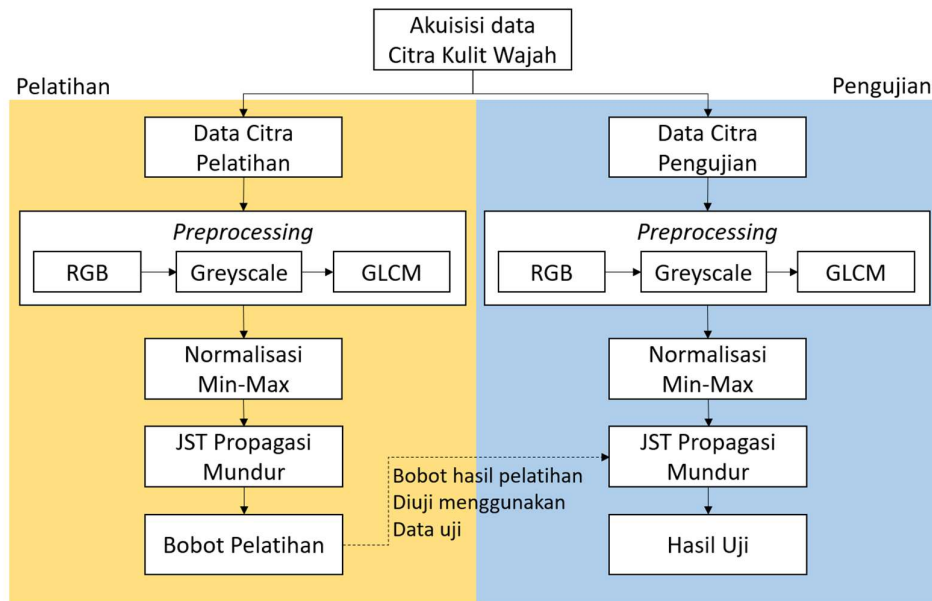 Akuisisi data
Citra Kulit Wajah
Pelatihan
Pengujian
Data Citra
Pelatihan
Data Citra
Pengujian
Preprocessing
RGB
Greyscale
GLCM
Preprocessing
RGB
Greyscale
GLCM
Normalisasi
Min-Max
Normalisasi
Min-Max
JST Propagasi
Mundur
JST Propagasi
Mundur
Bobot hasil pelatihan
Diuji menggunakan
Data uji
Bobot Pelatihan
Hasil Uji